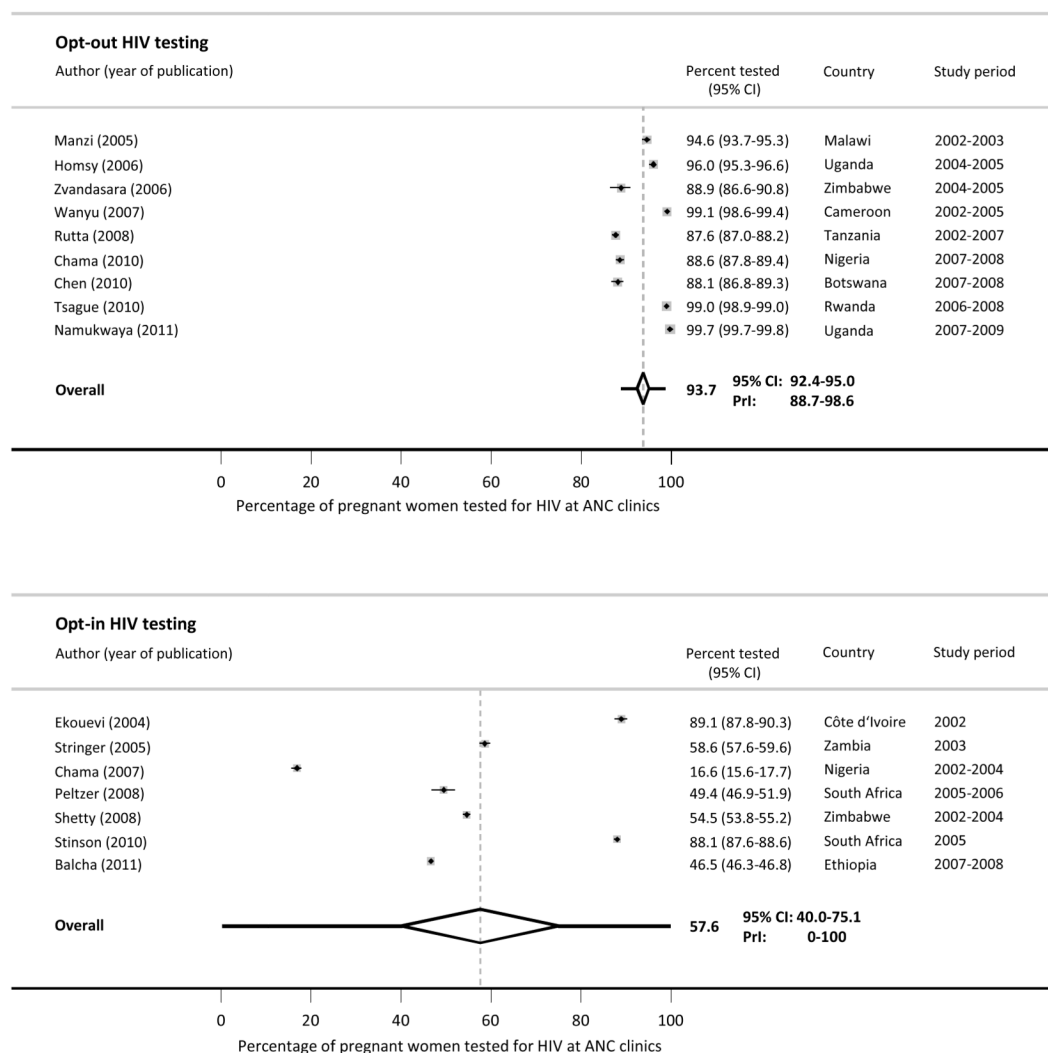 Opt-out HIV testing
Author (year of publication) Percent tested Country Study period
(95% CI)
Manzi (2005) 94.6 (93.7-95.3) Malawi 2002-2003
Homsy (2006) 96.0 (95.3-96.6) Uganda 2004-2005
Zvandasara (2006) 88.9 (86.6-90.8) Zimbabwe 2004-2005
Wanyu (2007) 99.1 (98.6-99.4) Cameroon 2002-2005
Rutta (2008) 87.6 (87.0-88.2) Tanzania 2002-2007
Chama (2010) 88.6 (87.8-89.4) Nigeria 2007-2008
Chen (2010) 88.1 (86.8-89.3) Botswana 2007-2008
Tsague (2010) 99.0 (98.9-99.0) Rwanda 2006-2008
Namukwaya (2011) 99.7 (99.7-99.8) Uganda 2007-2009
Overall 93.7 95% CI: 92.4-95.0
PrI: 88.7-98.6
0 20 40 60 80 100
Percentage of pregnant women tested for HIV at ANC clinics
Opt-in HIV testing
Author (year of publication) Percent tested Country Study period
(95% CI)
Ekouevi (2004) 89.1 (87.8-90.3) Côte d‘Ivoire 2002
Stringer (2005) 58.6 (57.6-59.6) Zambia 2003
Chama (2007) 16.6 (15.6-17.7) Nigeria 2002-2004
Peltzer (2008) 49.4 (46.9-51.9) South Africa 2005-2006
Shetty (2008) 54.5 (53.8-55.2) Zimbabwe 2002-2004
Stinson (2010) 88.1 (87.6-88.6) South Africa 2005
Balcha (2011) 46.5 (46.3-46.8) Ethiopia 2007-2008
Overall 57.6 95% CI: 40.0-75.1
PrI: 0-100
0 20 40 60 80 100
Percentage of pregnant women tested for HIV at ANC clinics